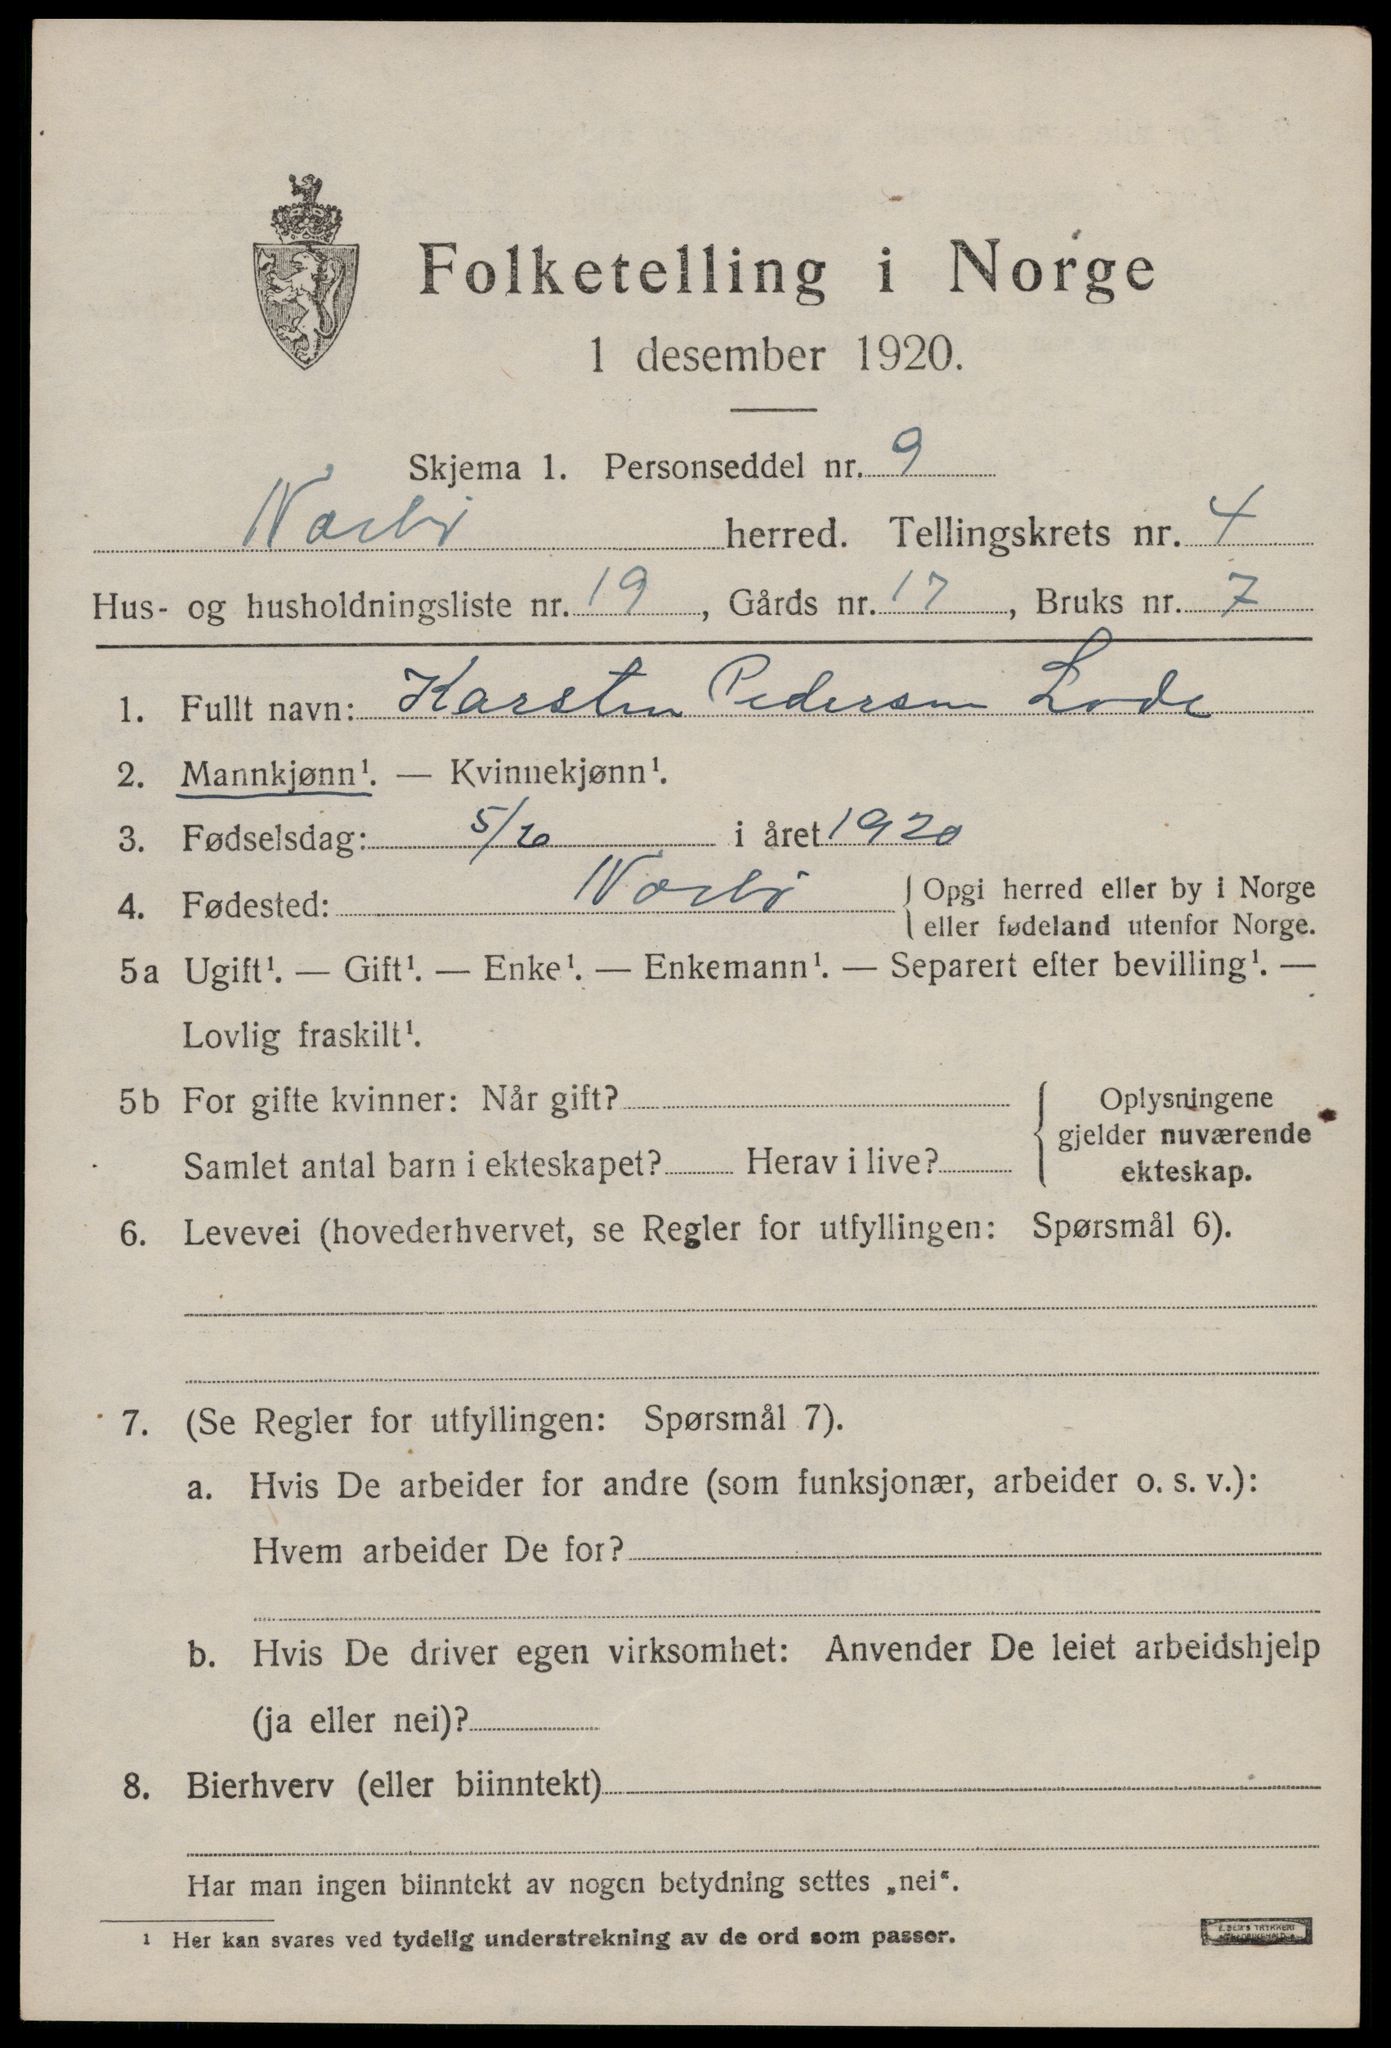 Folketelling i Norge
1 desember 1920.
Skjema 1. Personseddel nr. 9
Nærbø herred. Tellingskrets nr. 4
Hus- og husholdningsliste nr. 19, Gårds nr. 17, Bruks nr. 7
1. Fullt navn: Karsten Pedersen Lode
2. Mannkjønn¹. — Kvinnekjønn¹.
3. Fødselsdag: 5/10 i året 1920
4. Fødested: Nærbø { Opgi herred eller by i Norge
eller fødeland utenfor Norge.
5a Ugift¹. — Gift¹. — Enke¹. — Enkemann¹. — Separert efter bevilling¹. —
Lovlig fraskilt¹.
5b For gifte kvinner: Når gift? { Oplysningene
gjelder nuværende
Samlet antal barn i ekteskapet? Herav i live? ekteskap.
6. Levevei (hovederhvervet, se Regler for utfyllingen: Spørsmål 6).
7. (Se Regler for utfyllingen: Spørsmål 7).
a. Hvis De arbeider for andre (som funksjonær, arbeider o. s. v.):
Hvem arbeider De for?
b. Hvis De driver egen virksomhet: Anvender De leiet arbeidshjelp
(ja eller nei)?
8. Bierhverv (eller biinntekt)
Har man ingen biinntekt av nogen betydning settes „nei“.
¹ Her kan svares ved tydelig understrekning av de ord som passer.